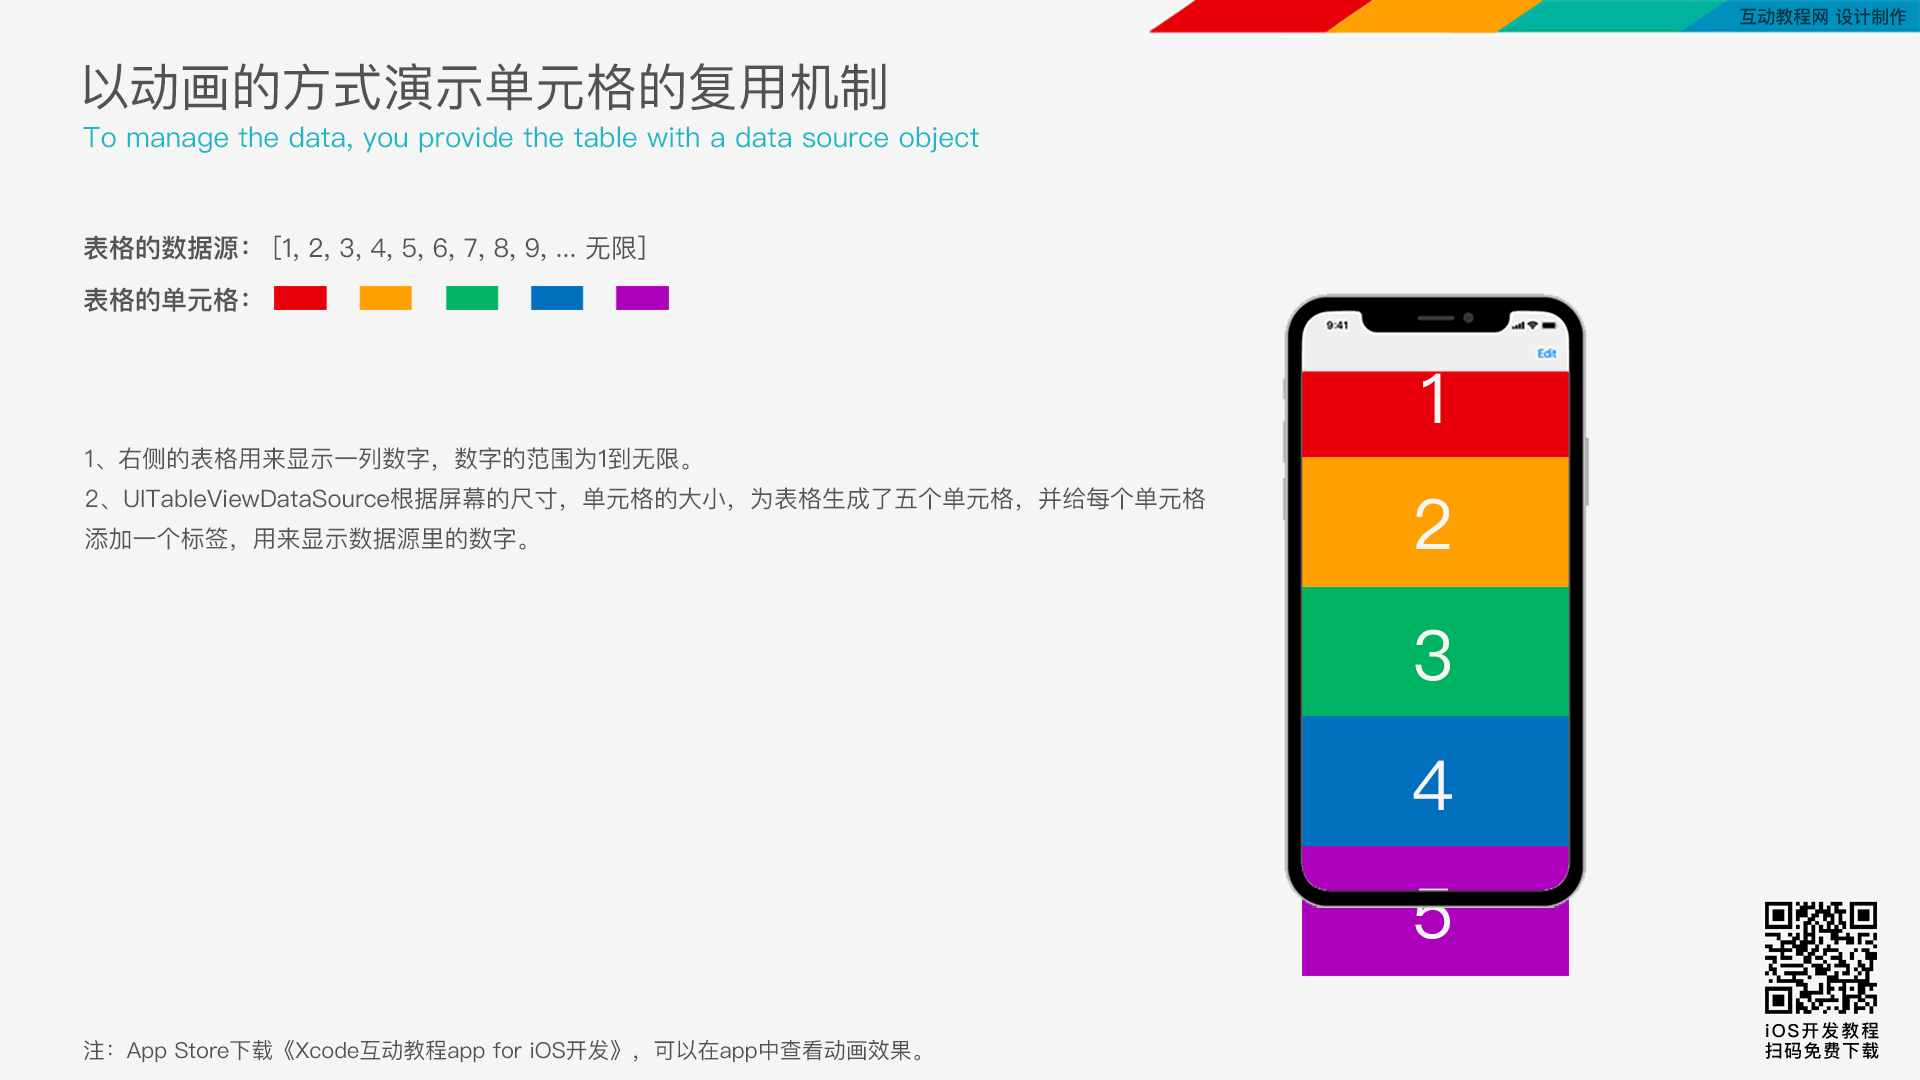 互动教程网 设计制作
以动画的方式演示单元格的复用机制
To manage the data, you provide the table with a data source object
表格的数据源： [1, 2, 3, 4, 5, 6, 7, 8, 9, ... 无限]
表格的单元格：
9:41
Edit
1
2
3
4
5
1、右侧的表格用来显示一列数字，数字的范围为1到无限。
2、UITableViewDataSource根据屏幕的尺寸，单元格的大小，为表格生成了五个单元格，并给每个单元格
添加一个标签，用来显示数据源里的数字。
iOS开发教程
扫码免费下载
注：App Store下载《Xcode互动教程app for iOS开发》，可以在app中查看动画效果。